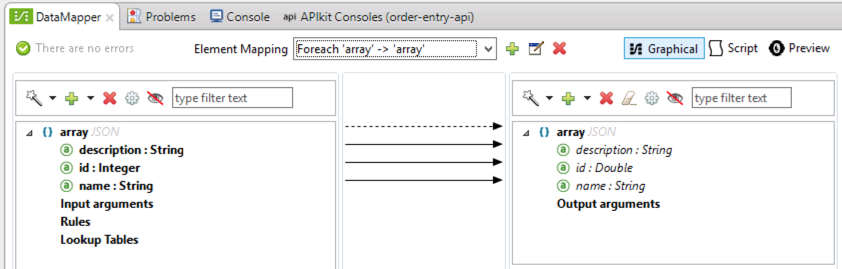 DataMapper Problems Console api APIkit Consoles (order-entry-api)
There are no errors Element Mapping Foreach 'array' -> 'array' Graphical Script Preview
type filter text type filter text
{} array JSON {} array JSON
a description : String a description : String
a id : Integer a id : Double
a name : String a name : String
Input arguments Output arguments
Rules
Lookup Tables